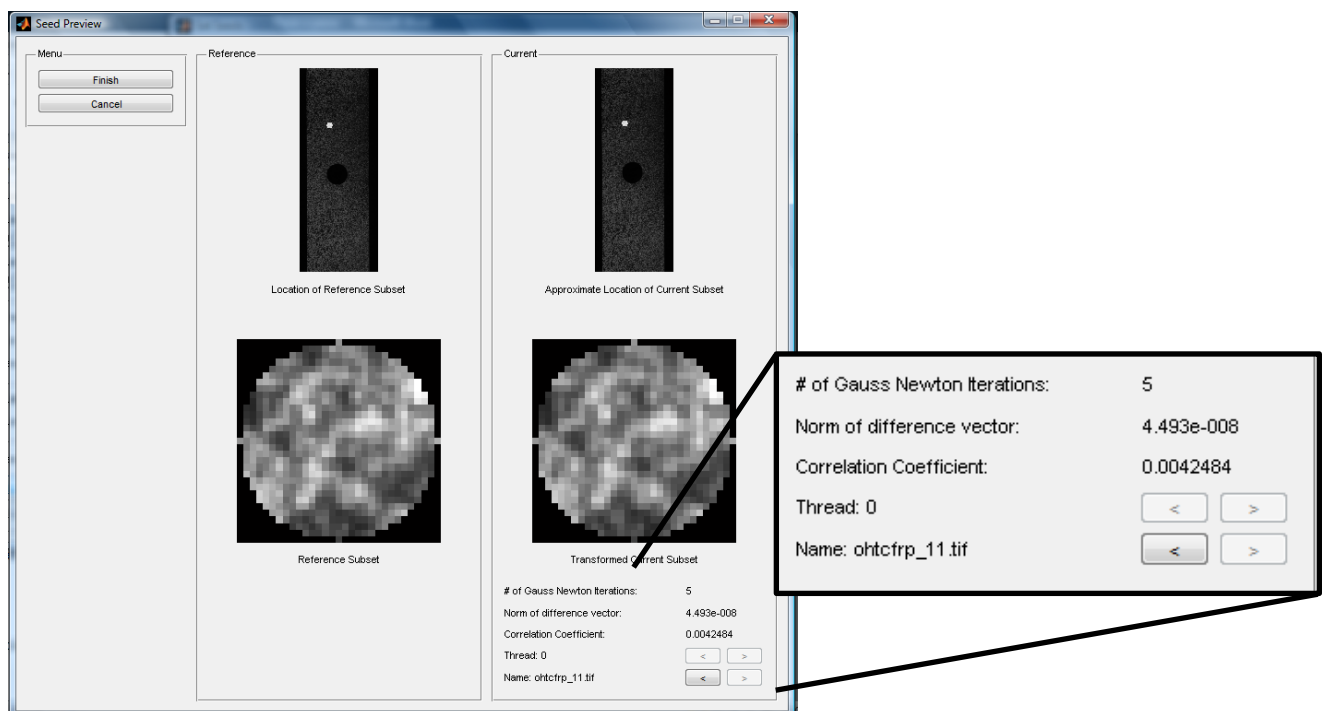 Seed Preview
Menu
Finish
Cancel
Reference
Location of Reference Subset
Reference Subset
Current
Approximate Location of Current Subset
Transformed Current Subset
# of Gauss Newton Iterations: 5
Norm of difference vector: 4.493e-008
Correlation Coefficient: 0.0042484
Thread: 0 < >
Name: ohtcfrp_11.tif < >
# of Gauss Newton Iterations: 5
Norm of difference vector: 4.493e-008
Correlation Coefficient: 0.0042484
Thread: 0 < >
Name: ohtcfrp_11.tif < >